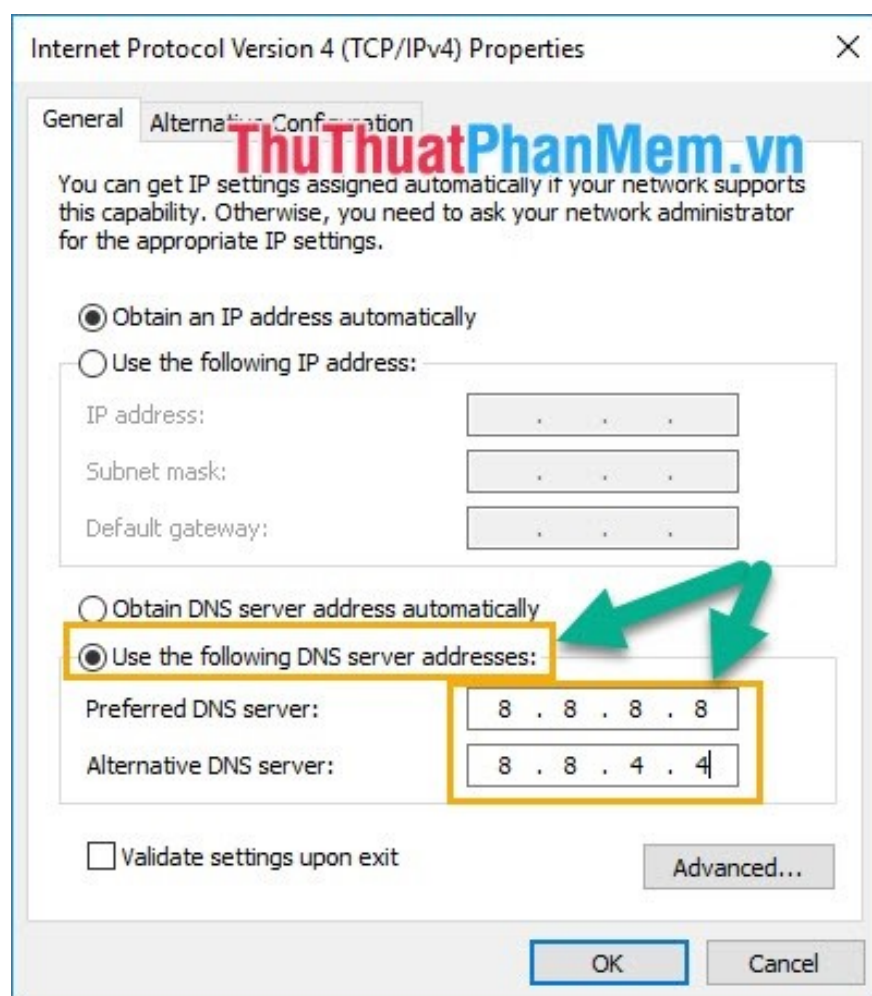 Internet Protocol Version 4 (TCP/IPv4) Properties
General
Alternative Configuration
ThuThuatPhanMem.vn
You can get IP settings assigned automatically if your network supports
this capability. Otherwise, you need to ask your network administrator
for the appropriate IP settings.
Obtain an IP address automatically
Use the following IP address:
IP address: . . .
Subnet mask: . . .
Default gateway: . . .
Obtain DNS server address automatically
Use the following DNS server addresses:
Preferred DNS server: 8 . 8 . 8 . 8
Alternative DNS server: 8 . 8 . 4 . 4
Validate settings upon exit
Advanced...
OK Cancel